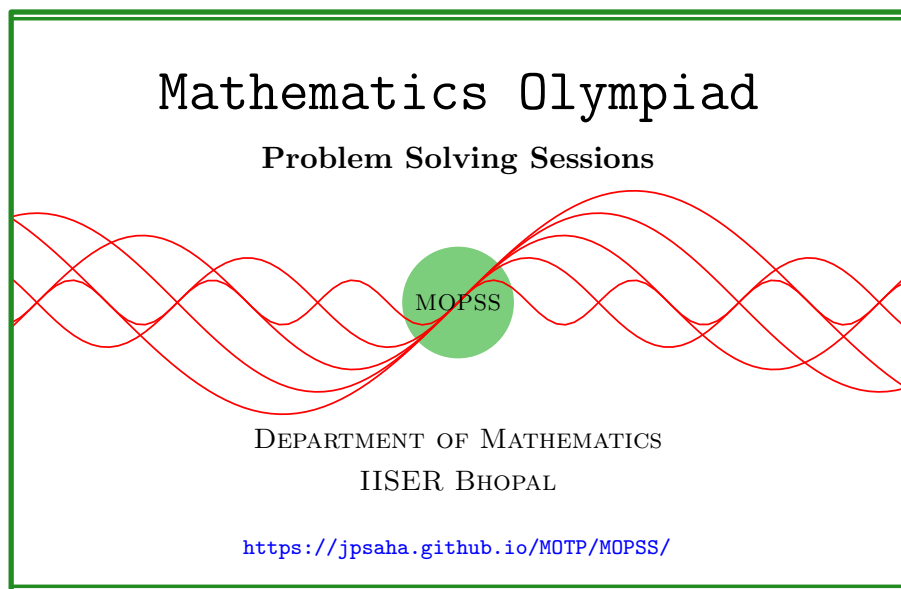 Mathematics Olympiad
Problem Solving Sessions
MOPSS
Department of Mathematics
IISER Bhopal
https://jpsaha.github.io/MOTP/MOPSS/